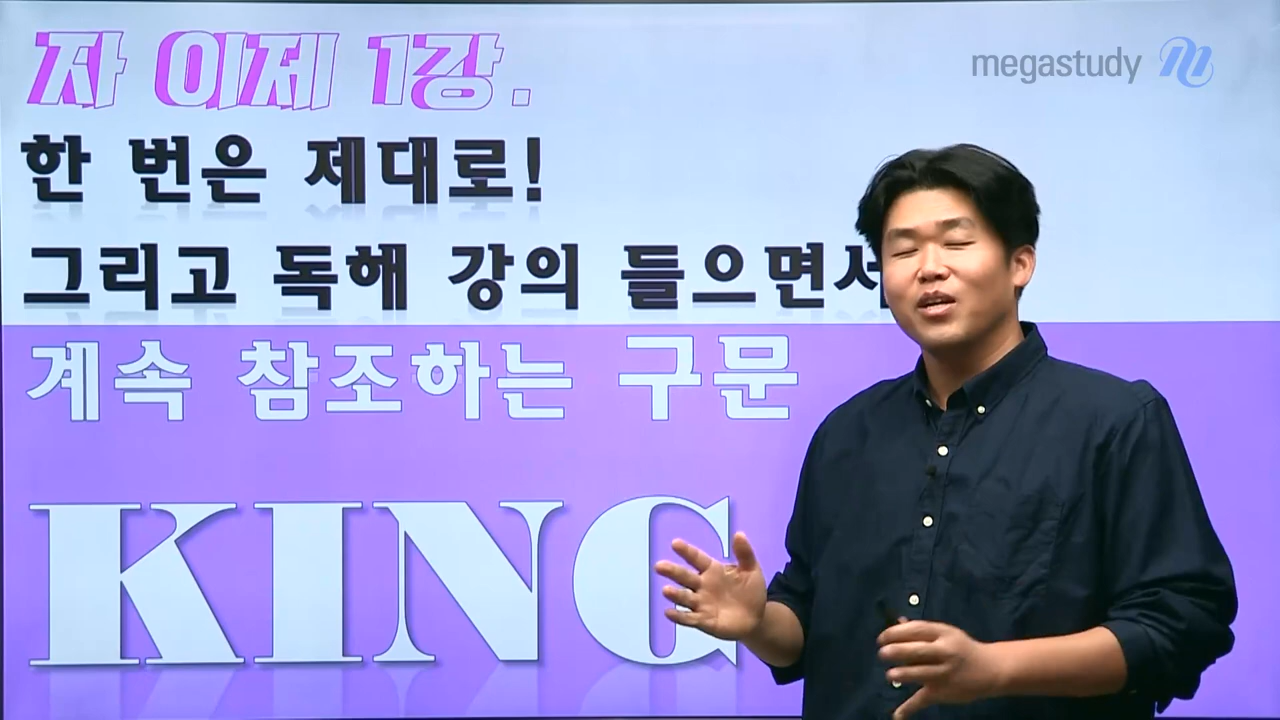 자 이제 1강.
megastudy
한 번은 제대로!
그리고 독해 강의 들으면서
계속 참조하는 구문
KING